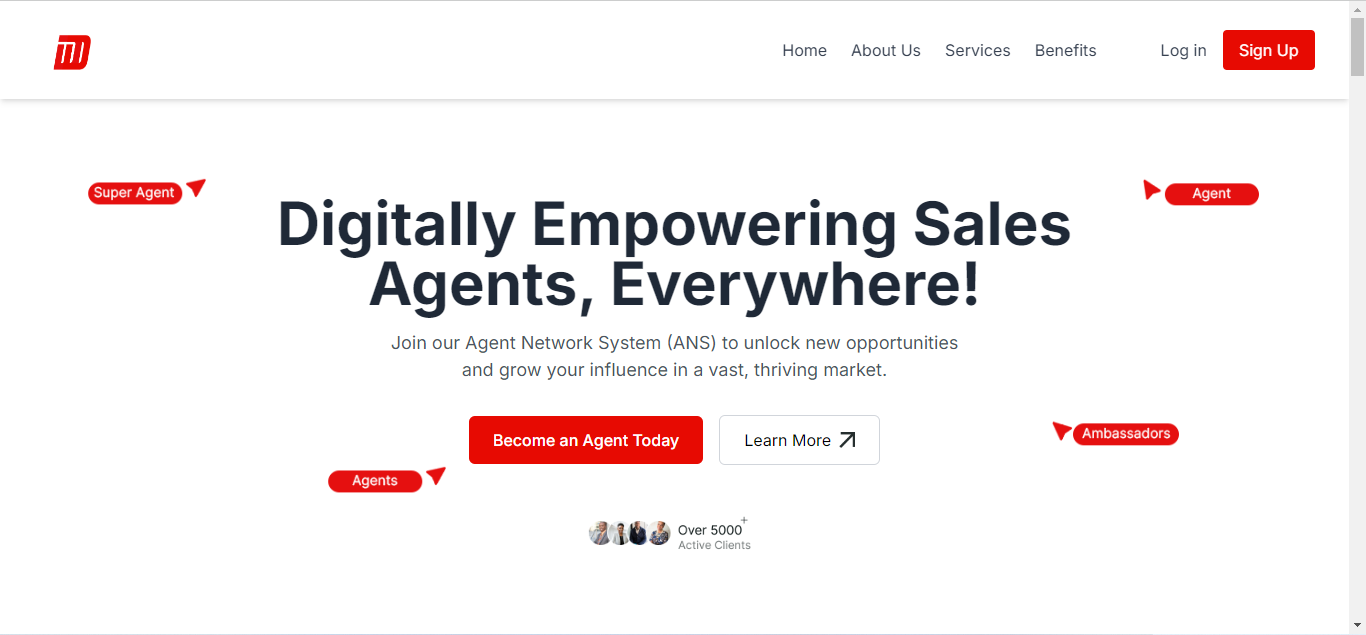 Home About Us Services Benefits Log in Sign Up
Super Agent
Agent
Digitally Empowering Sales
Agents, Everywhere!
Join our Agent Network System (ANS) to unlock new opportunities
and grow your influence in a vast, thriving market.
Become an Agent Today
Learn More
Ambassadors
Agents
Over 5000+
Active Clients